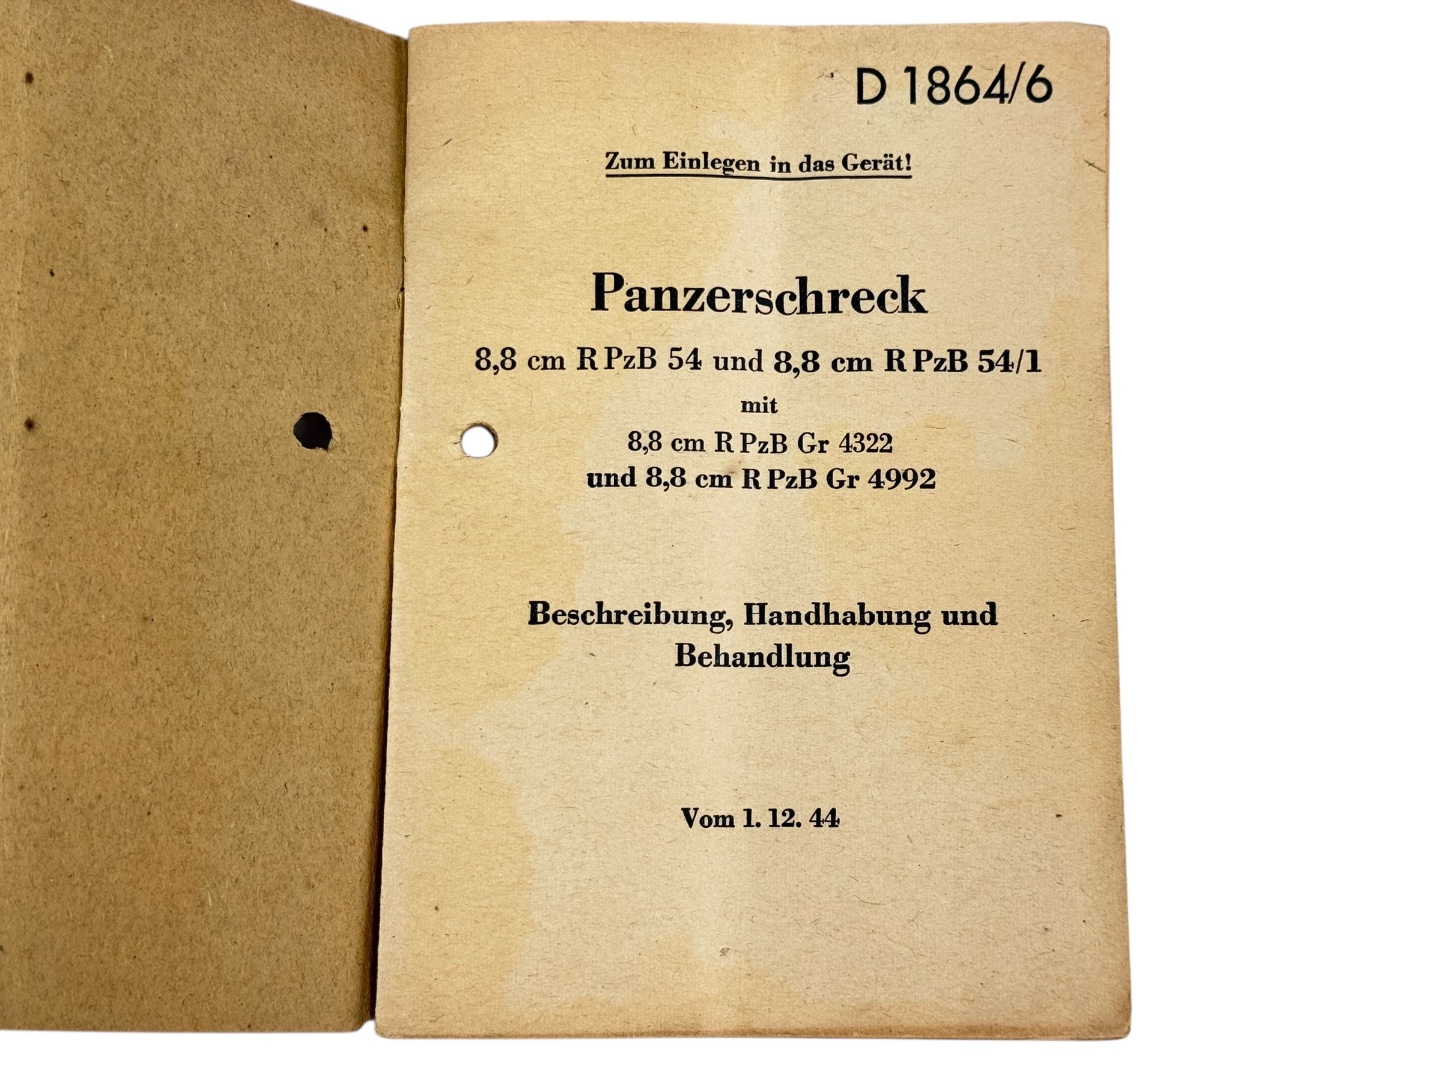 D 1864/6
Zum Einlegen in das Gerät!
Panzerschreck
8,8 cm R PzB 54 und 8,8 cm R PzB 54/1
mit
8,8 cm R PzB Gr 4322
und 8,8 cm R PzB Gr 4992
Beschreibung, Handhabung und
Behandlung
Vom 1. 12. 44